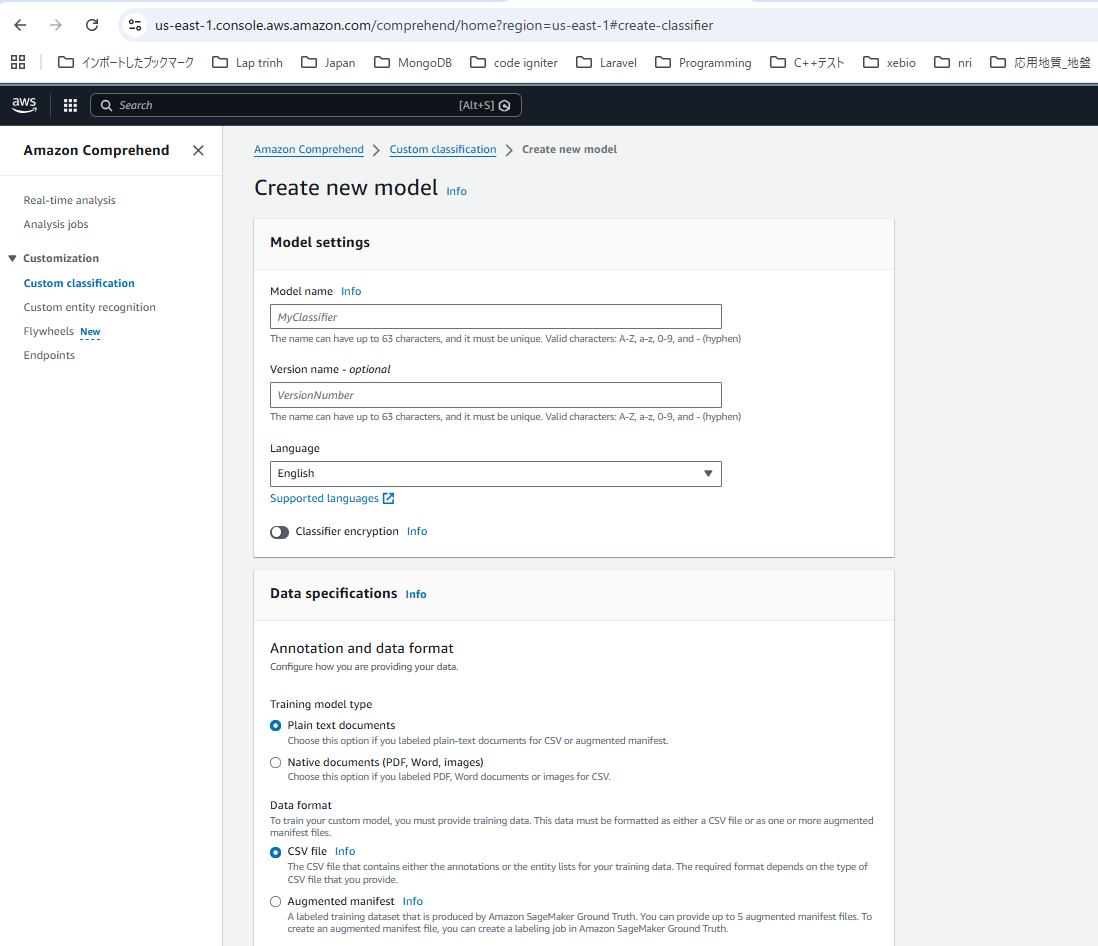 us-east-1.console.aws.amazon.com/comprehend/home?region=us-east-1#create-classifier
インポートしたブックマーク Lap trinh Japan MongoDB code igniter Laravel Programming C++テスト xebio nri 応用地質_地盤
aws Search [Alt+S]
Amazon Comprehend
Real-time analysis
Analysis jobs
Customization
Custom classification
Custom entity recognition
Flywheels New
Endpoints
Amazon Comprehend Custom classification Create new model
Create new model Info
Model settings
Model name Info
MyClassifier
The name can have up to 63 characters, and it must be unique. Valid characters: A-Z, a-z, 0-9, and - (hyphen)
Version name - optional
VersionNumber
The name can have up to 63 characters, and it must be unique. Valid characters: A-Z, a-z, 0-9, and - (hyphen)
Language
English
Supported languages
Classifier encryption Info
Data specifications Info
Annotation and data format
Configure how you are providing your data.
Training model type
Plain text documents
Choose this option if you labeled plain-text documents for CSV or augmented manifest.
Native documents (PDF, Word, images)
Choose this option if you labeled PDF, Word documents or images for CSV.
Data format
To train your custom model, you must provide training data. This data must be formatted as either a CSV file or as one or more augmented
manifest files.
CSV file Info
The CSV file that contains either the annotations or the entity lists for your training data. The required format depends on the type of
CSV file that you provide.
Augmented manifest Info
A labeled training dataset that is produced by Amazon SageMaker Ground Truth. You can provide up to 5 augmented manifest files. To
create an augmented manifest file, you can create a labeling job in Amazon SageMaker Ground Truth.